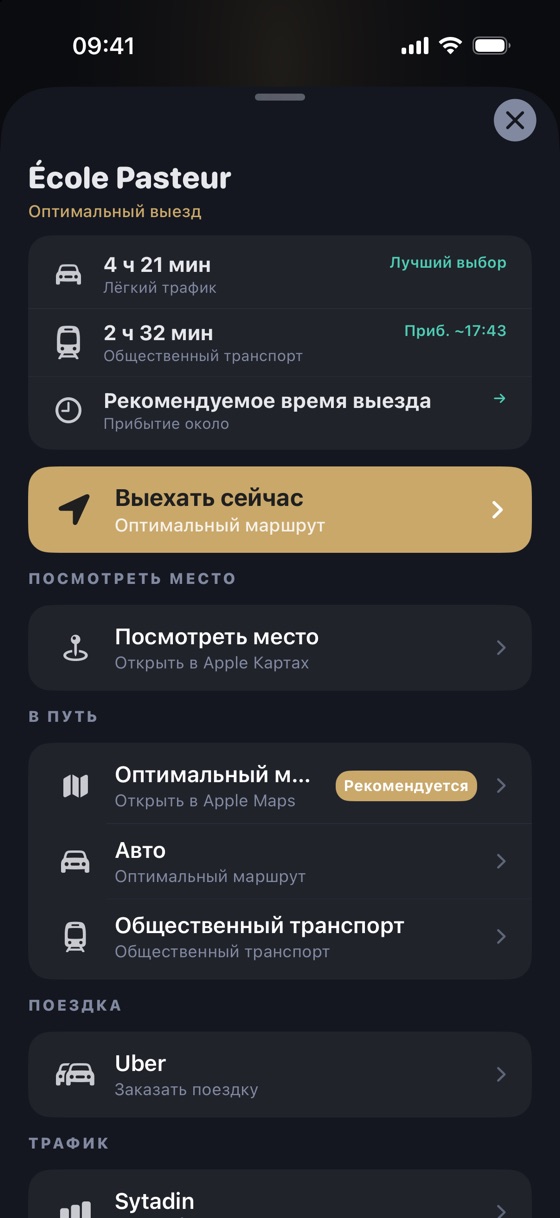 09:41
École Pasteur
Оптимальный выезд
4 ч 21 мин
Лучший выбор
Лёгкий трафик
2 ч 32 мин
Приб. ~17:43
Общественный транспорт
Рекомендуемое время выезда
→
Прибытие около
Выехать сейчас
Оптимальный маршрут
ПОСМОТРЕТЬ МЕСТО
Посмотреть место
Открыть в Apple Картах
В ПУТЬ
Оптимальный м...
Рекомендуется
Открыть в Apple Maps
Авто
Оптимальный маршрут
Общественный транспорт
Общественный транспорт
ПОЕЗДКА
Uber
Заказать поездку
ТРАФИК
Sytadin